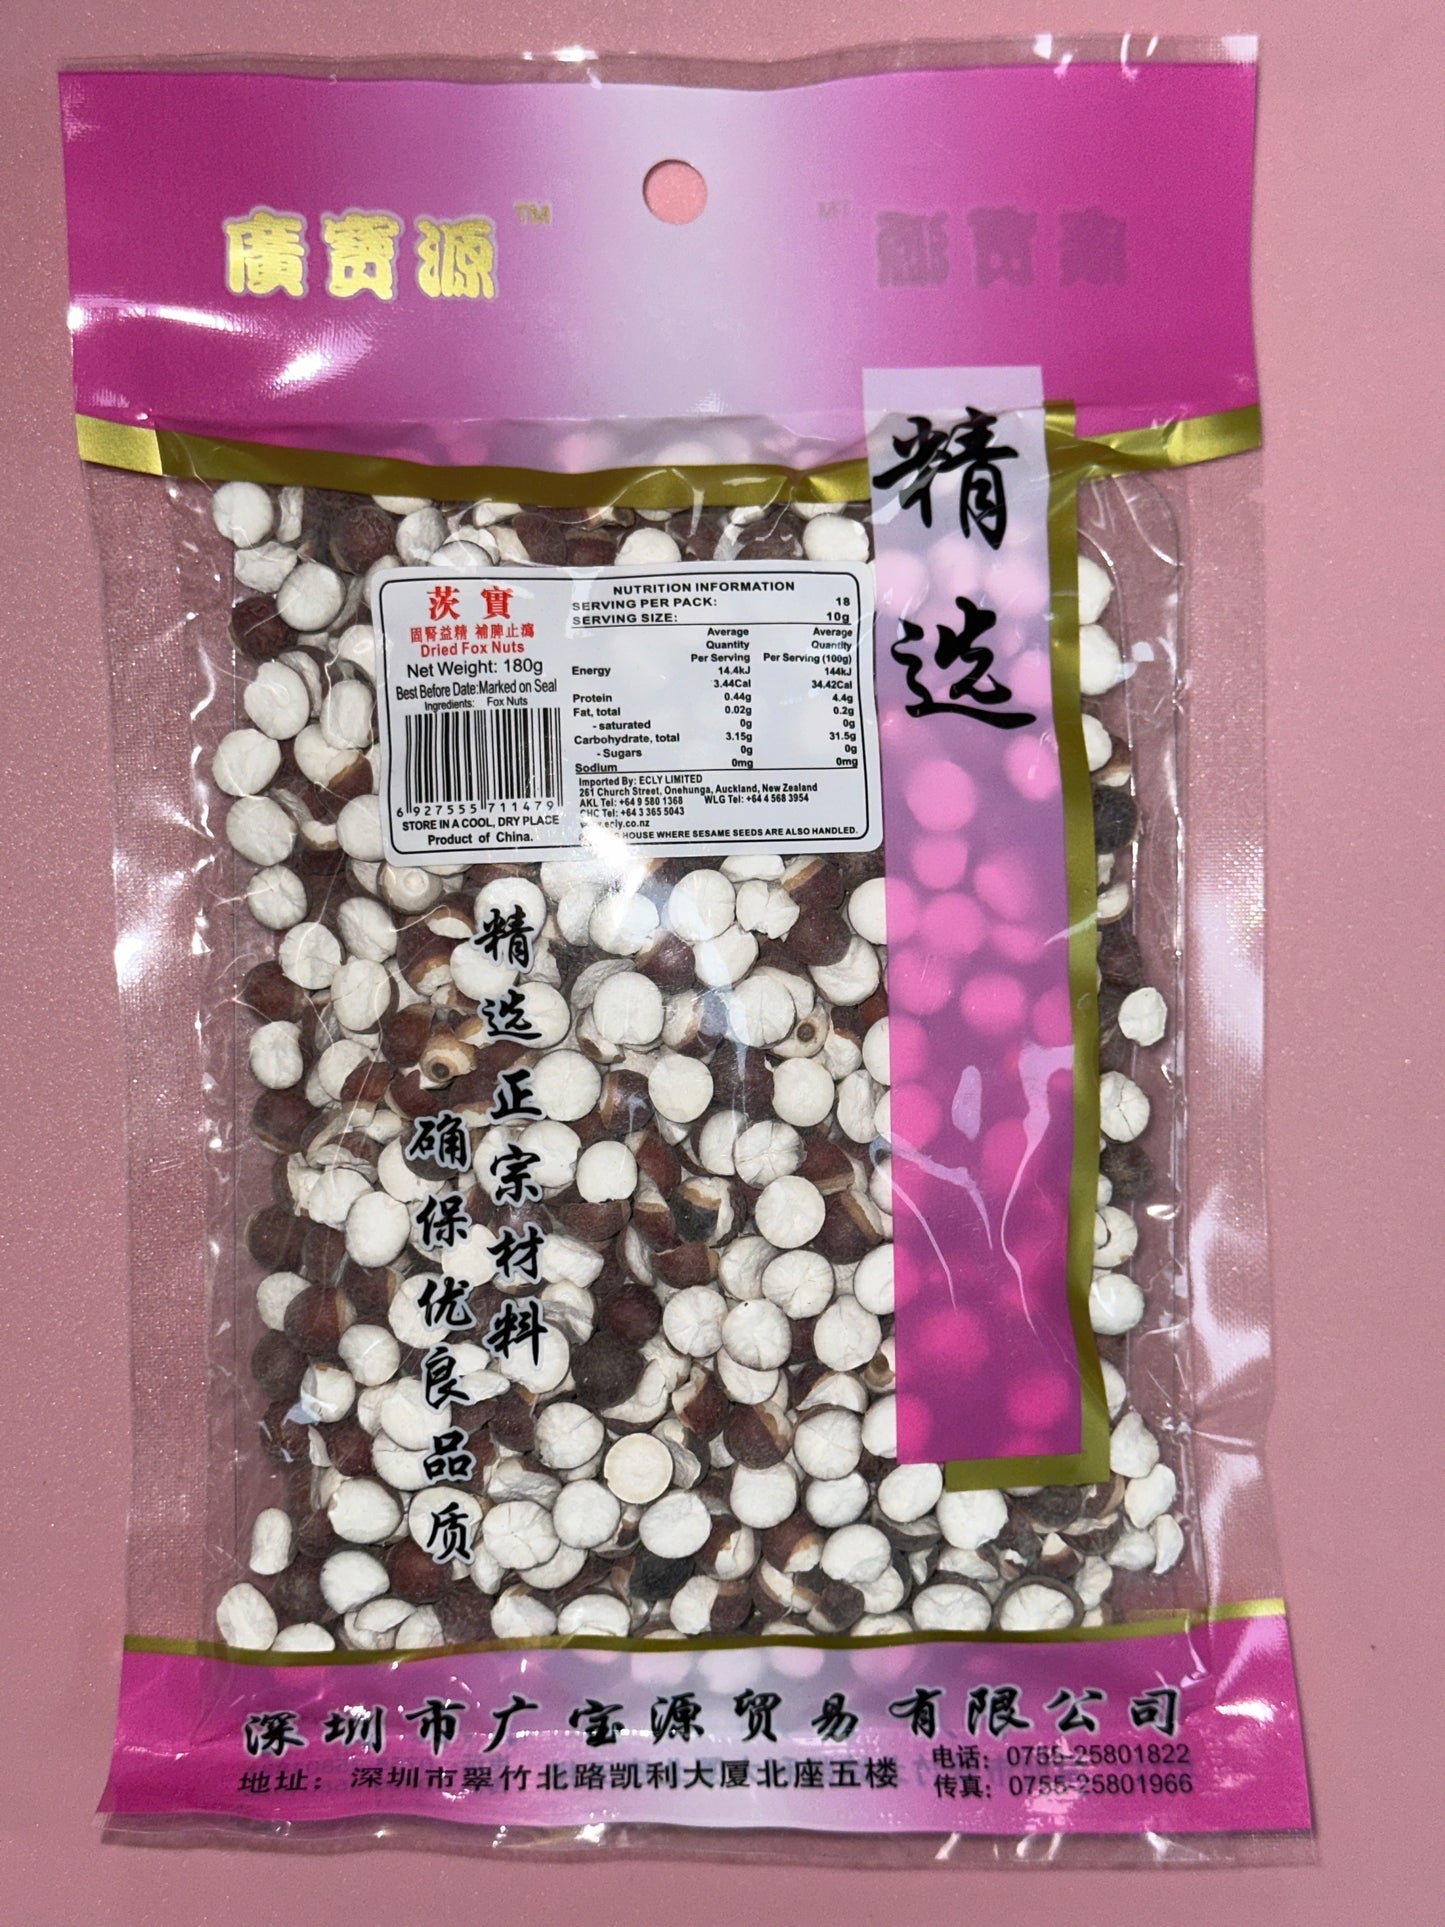 廣寶源™
精选
茨實
固腎益精 補脾止瀉
Dried Fox Nuts
Net Weight: 180g
Best Before Date:Marked on Seal
Ingredients: Fox Nuts
6 927555 711479
STORE IN A COOL, DRY PLACE
Product of China.
NUTRITION INFORMATION
SERVING PER PACK: 18
SERVING SIZE: 10g
Average Average
Quantity Quantity
Per Serving Per Serving (100g)
Energy 14.4kJ 144kJ
3.44Cal 34.42Cal
Protein 0.44g 4.4g
Fat, total 0.02g 0.2g
- saturated 0g 0g
Carbohydrate, total 3.15g 31.5g
- Sugars 0g 0g
Sodium 0mg 0mg
Imported By: ECLY LIMITED
261 Church Street, Onehunga, Auckland, New Zealand
AKL Tel: +64 9 580 1368 WLG Tel: +64 4 568 3954
CHC Tel: +64 3 365 5043
ecly.co.nz
HOUSE WHERE SESAME SEEDS ARE ALSO HANDLED.
精选正宗材料
确保优良品质
深圳市广宝源贸易有限公司
地址：深圳市翠竹北路凯利大厦北座五楼
电话：0755-25801822
传真：0755-25801966